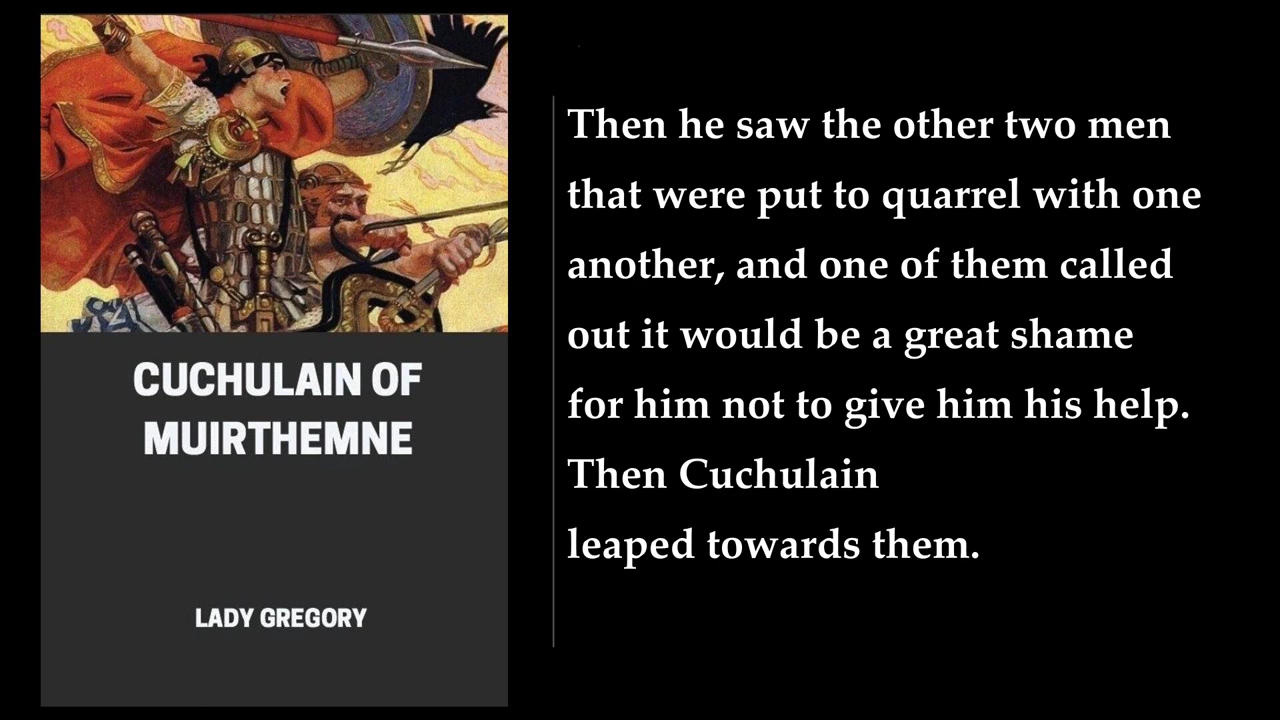 CUCHULAIN OF
MUIRTHEMNE
LADY GREGORY
Then he saw the other two men
that were put to quarrel with one
another, and one of them called
out it would be a great shame
for him not to give him his help.
Then Cuchulain
leaped towards them.